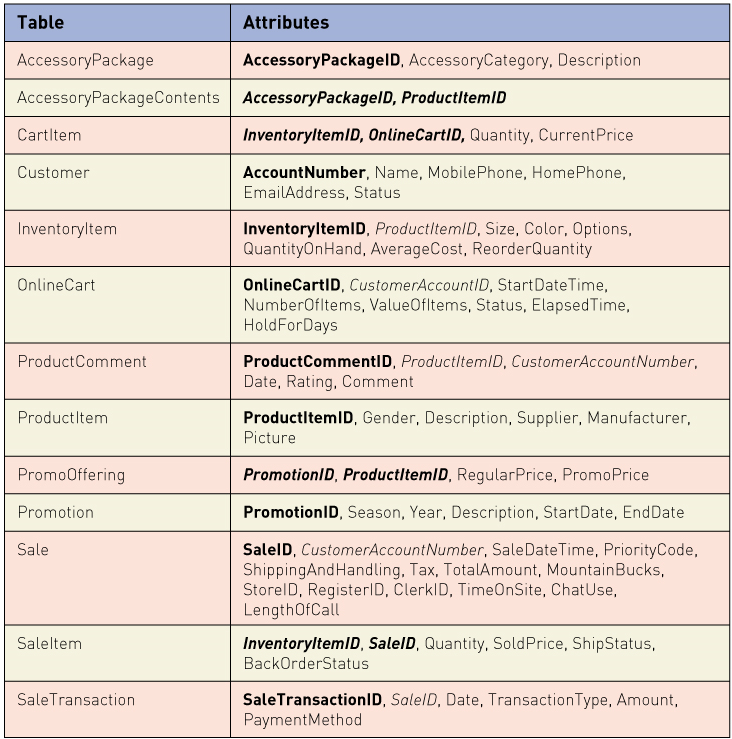 Table Attributes
AccessoryPackage AccessoryPackageID, AccessoryCategory, Description
AccessoryPackageContents AccessoryPackageID, ProductItemID
CartItem InventoryItemID, OnlineCartID, Quantity, CurrentPrice
Customer AccountNumber, Name, MobilePhone, HomePhone,
EmailAddress, Status
InventoryItem InventoryItemID, ProductItemID, Size, Color, Options,
QuantityOnHand, AverageCost, ReorderQuantity
OnlineCart OnlineCartID, CustomerAccountID, StartDateTime,
NumberOfItems, ValueOfItems, Status, ElapsedTime,
HoldForDays
ProductComment ProductCommentID, ProductItemID, CustomerAccountNumber,
Date, Rating, Comment
ProductItem ProductItemID, Gender, Description, Supplier, Manufacturer,
Picture
PromoOffering PromotionID, ProductItemID, RegularPrice, PromoPrice
Promotion PromotionID, Season, Year, Description, StartDate, EndDate
Sale SaleID, CustomerAccountNumber, SaleDateTime, PriorityCode,
ShippingAndHandling, Tax, TotalAmount, MountainBucks,
StoreID, RegisterID, ClerkID, TimeOnSite, ChatUse,
LengthOfCall
SaleItem InventoryItemID, SaleID, Quantity, SoldPrice, ShipStatus,
BackOrderStatus
SaleTransaction SaleTransactionID, SaleID, Date, TransactionType, Amount,
PaymentMethod